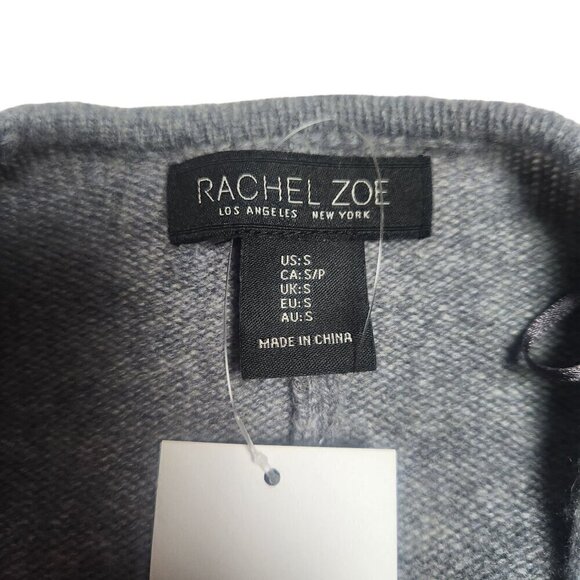 RACHEL ZOE
LOS ANGELES NEW YORK
US:S
CA:S/P
UK:S
EU:S
AU:S
MADE IN CHINA